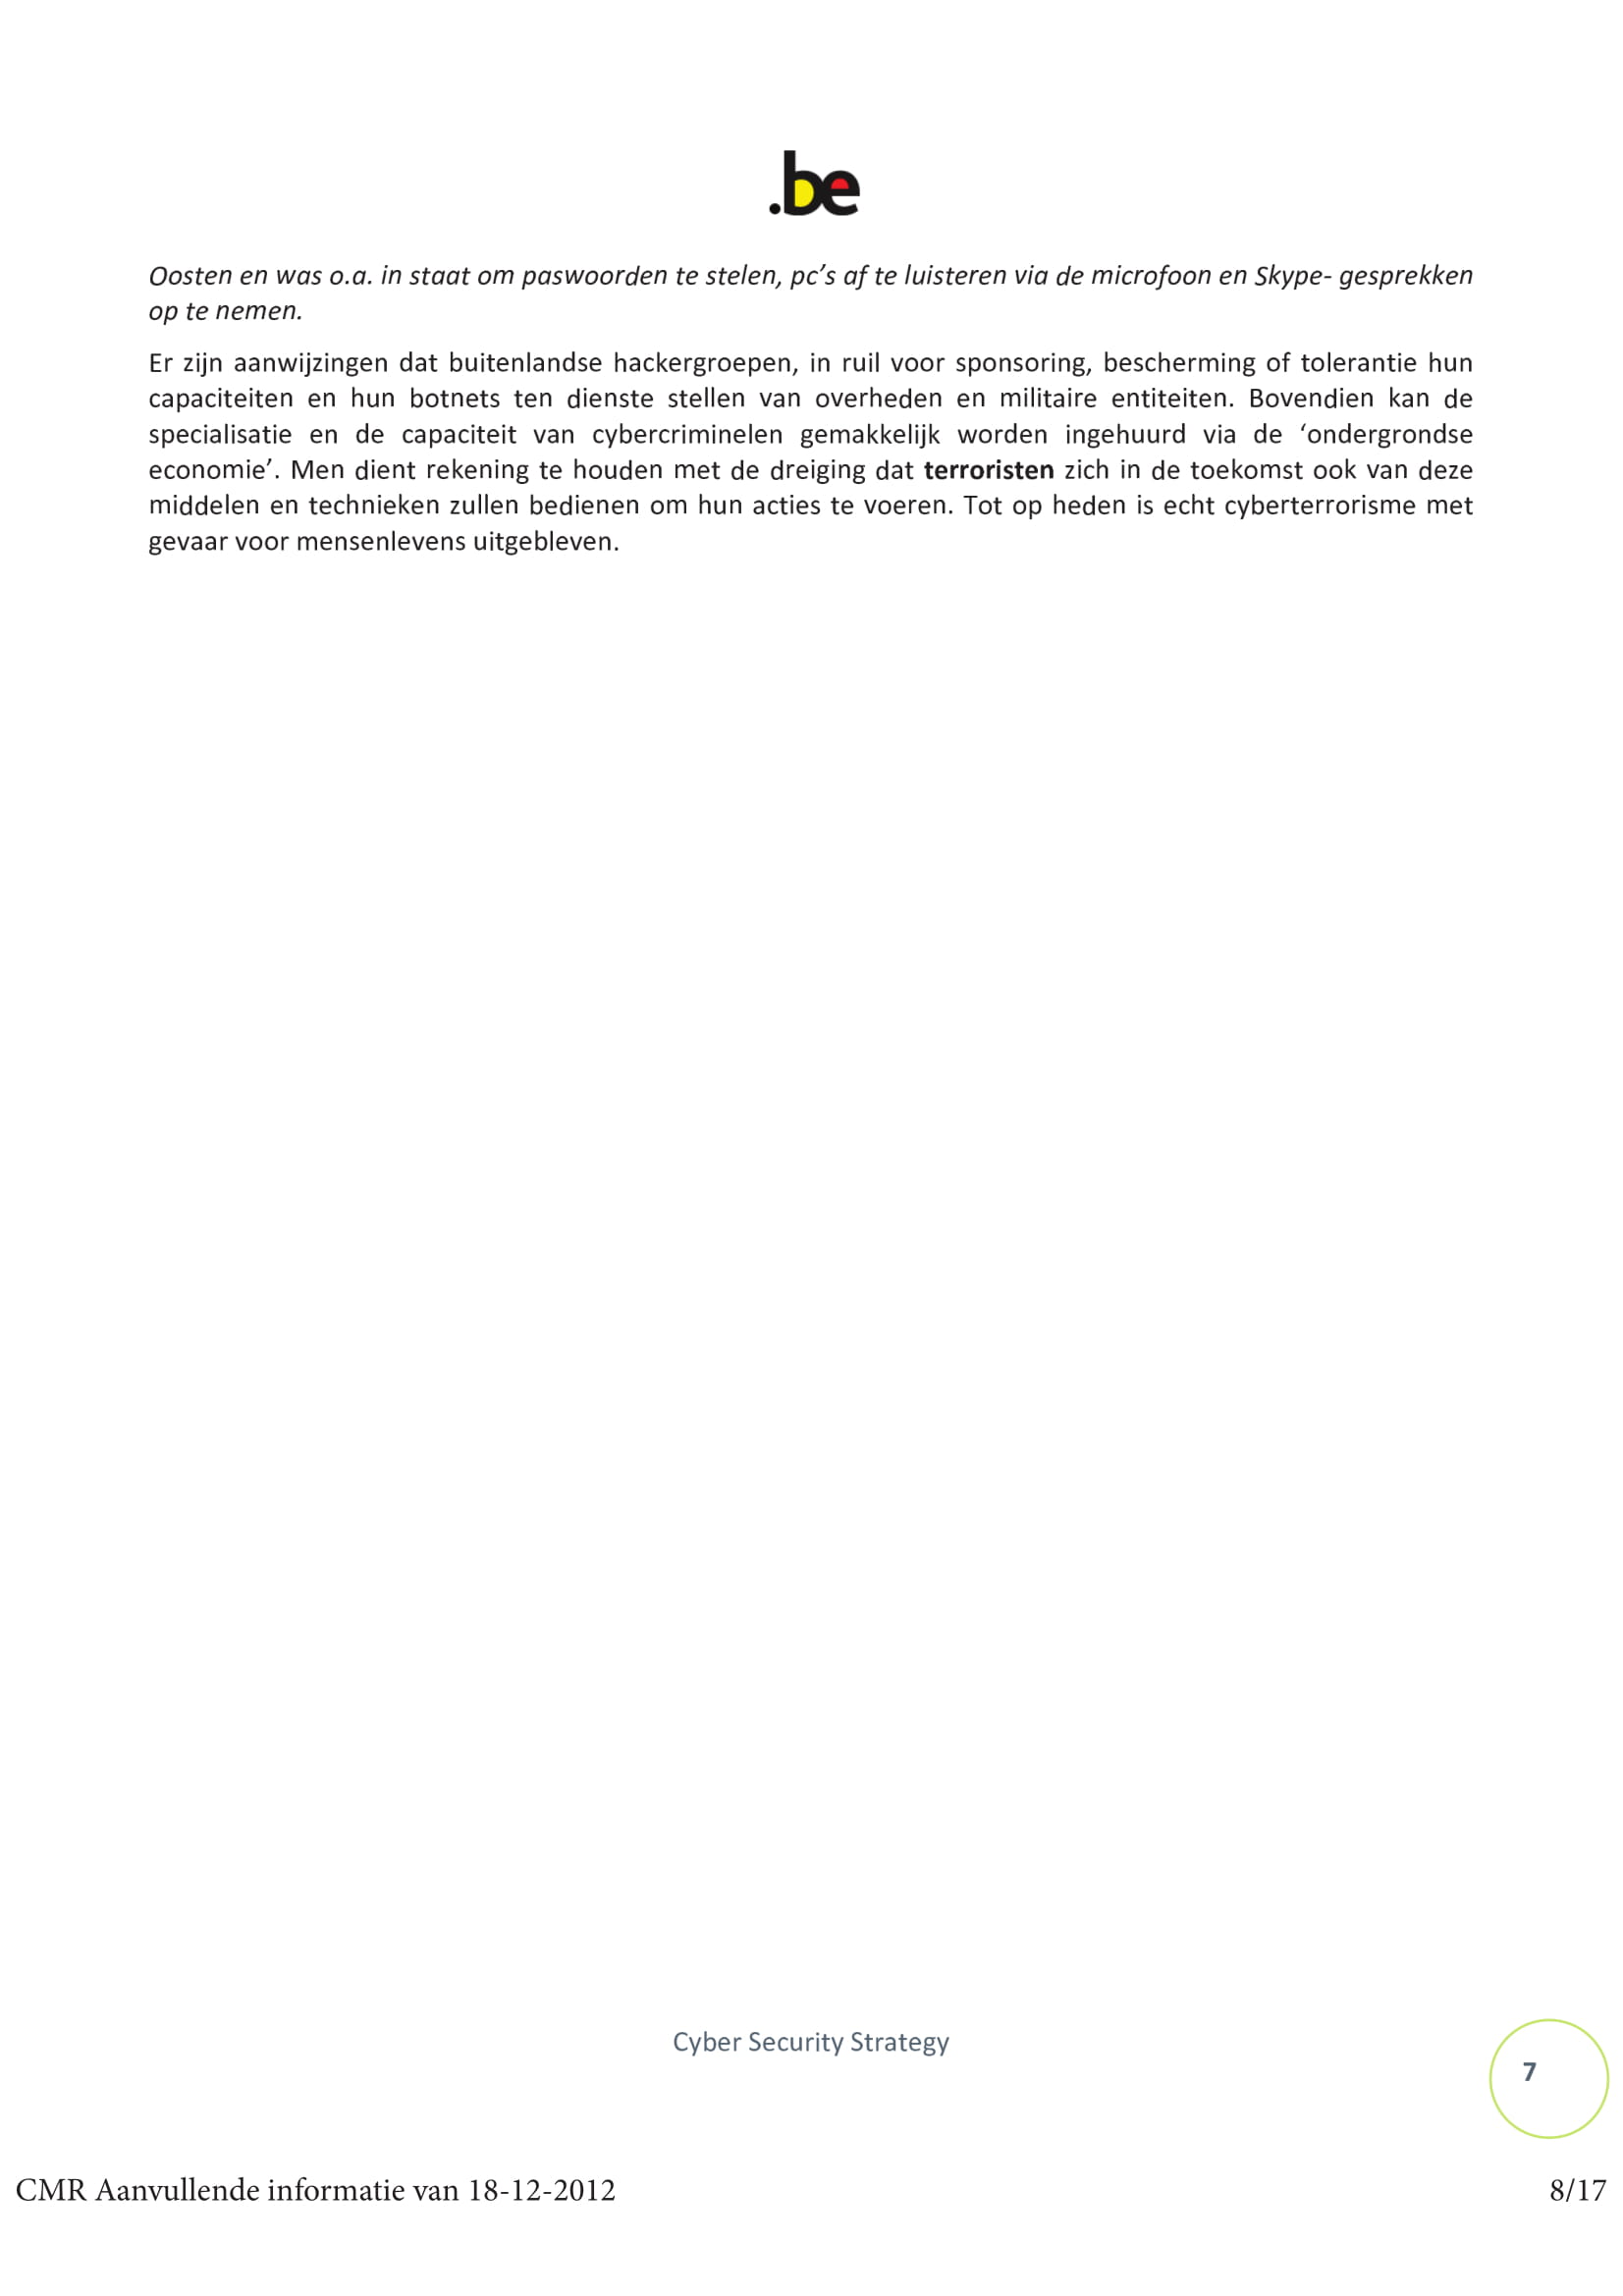 .be
Oosten en was o.a. in staat om paswoorden te stelen, pc’s af te luisteren via de microfoon en Skype- gesprekken
op te nemen.
Er zijn aanwijzingen dat buitenlandse hackergroepen, in ruil voor sponsoring, bescherming of tolerantie hun
capaciteiten en hun botnets ten dienste stellen van overheden en militaire entiteiten. Bovendien kan de
specialisatie en de capaciteit van cybercriminelen gemakkelijk worden ingehuurd via de ‘ondergrondse
economie’. Men dient rekening te houden met de dreiging dat terroristen zich in de toekomst ook van deze
middelen en technieken zullen bedienen om hun acties te voeren. Tot op heden is echt cyberterrorisme met
gevaar voor mensenlevens uitgebleven.
Cyber Security Strategy
7
CMR Aanvullende informatie van 18-12-2012
8/17